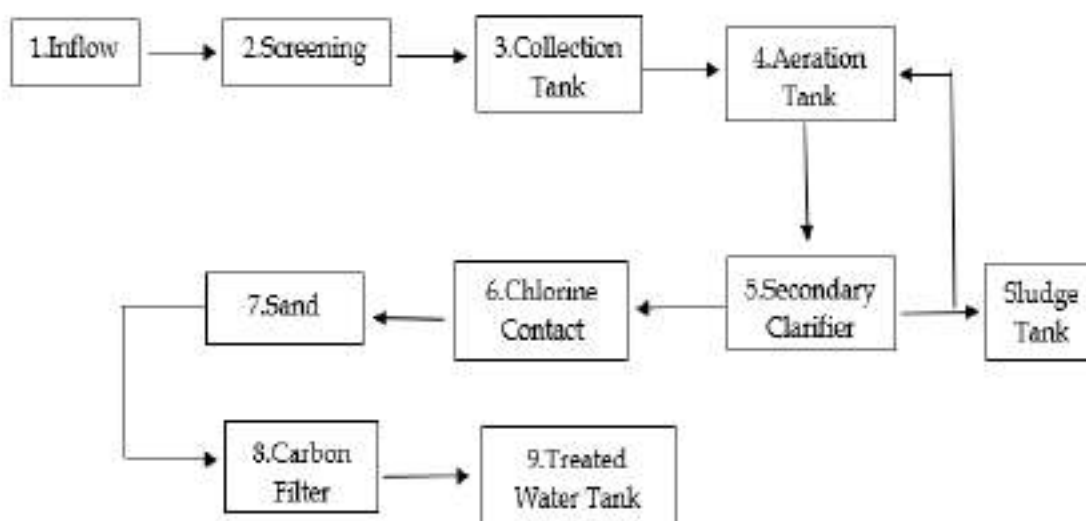 1.Inflow
2.Screening
3.Collection
Tank
4.Aeration
Tank
5.Secondary
Clarifier
Sludge
Tank
6.Chlorine
Contact
7.Sand
8.Carbon
Filter
9.Treated
Water Tank